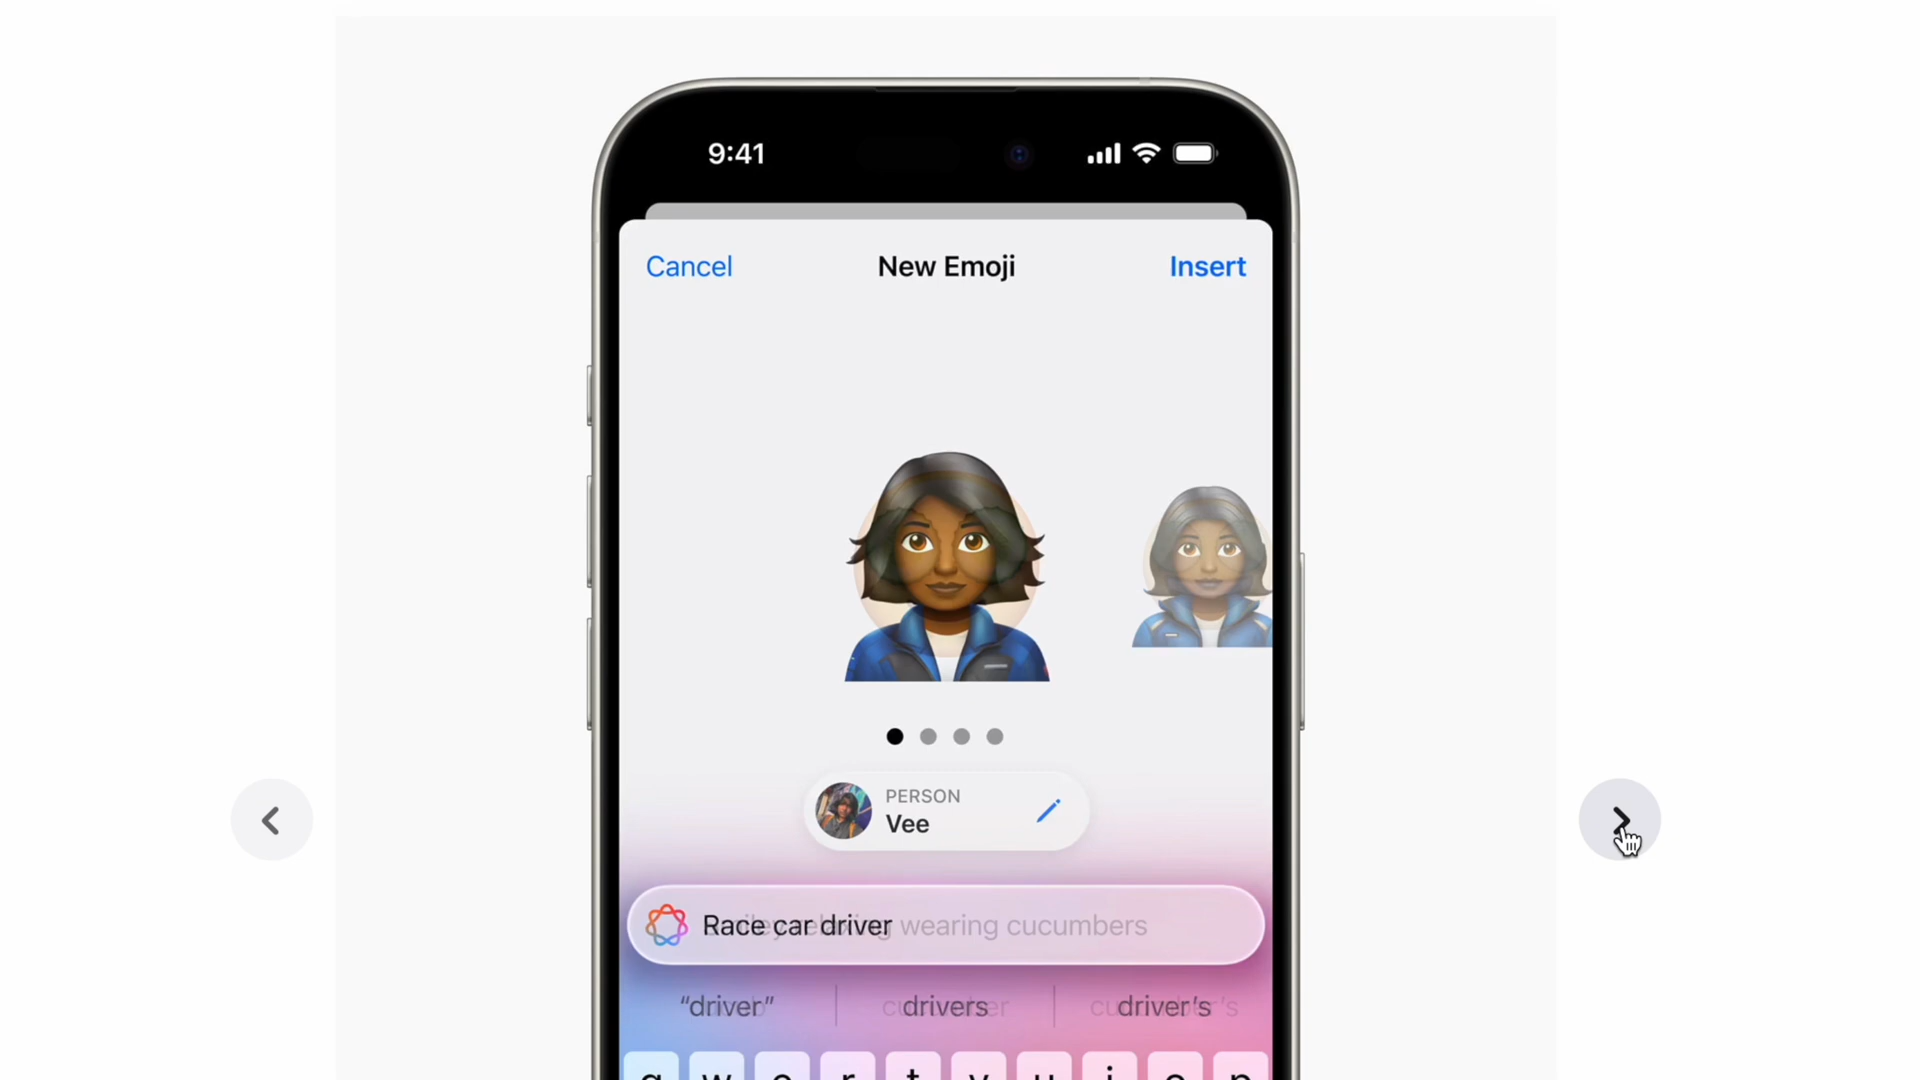 9:41
Cancel New Emoji Insert
PERSON
Vee
Race car driver wearing cucumbers
“driver” drivers driver’s
q w e r t y u i o p